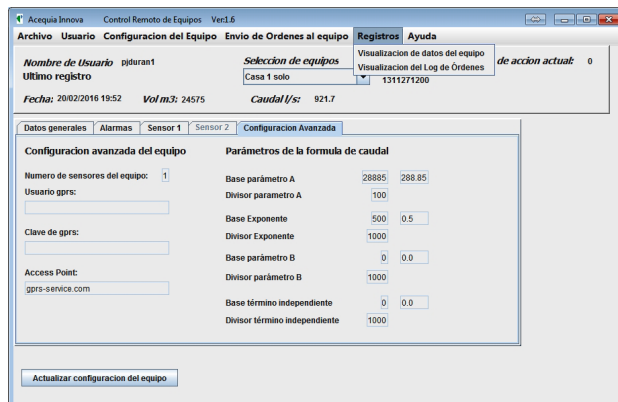 Acequia Innova Control Remoto de Equipos Ver:1.6
Archivo Usuario Configuracion del Equipo Envio de Ordenes al equipo Registros Ayuda
Visualizacion de datos del equipo
Visualizacion del Log de Órdenes
Nombre de Usuario pjduran1 Seleccion de equipos de accion actual: 0
Ultimo registro Casa 1 solo 1311271200
Fecha: 20/02/2016 19:52 Vol m3: 24575 Caudal l/s: 921.7
Datos generales Alarmas Sensor 1 Sensor 2 Configuracion Avanzada
Configuracion avanzada del equipo Parámetros de la formula de caudal
Numero de sensores del equipo: 1 Base parámetro A 28885 288.85
Usuario gprs: Divisor parametro A 100
Base Exponente 500 0.5
Clave de gprs: Divisor Exponente 1000
Base parámetro B 0 0.0
Access Point: Divisor parámetro B 1000
gprs-service.com
Base término independiente 0 0.0
Divisor término independiente 1000
Actualizar configuracion del equipo